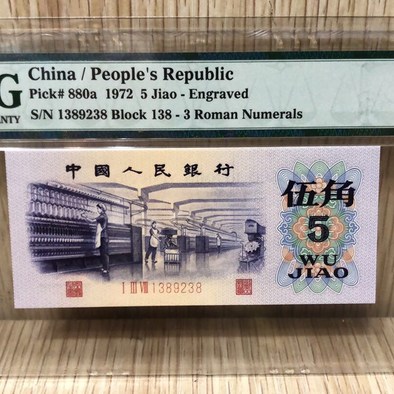 G
China / People's Republic
Pick# 880a 1972 5 Jiao - Engraved
NTY S/N 1389238 Block 138 - 3 Roman Numerals
中國人民銀行
伍角
5
WU
JIAO
I III VIII 1389238